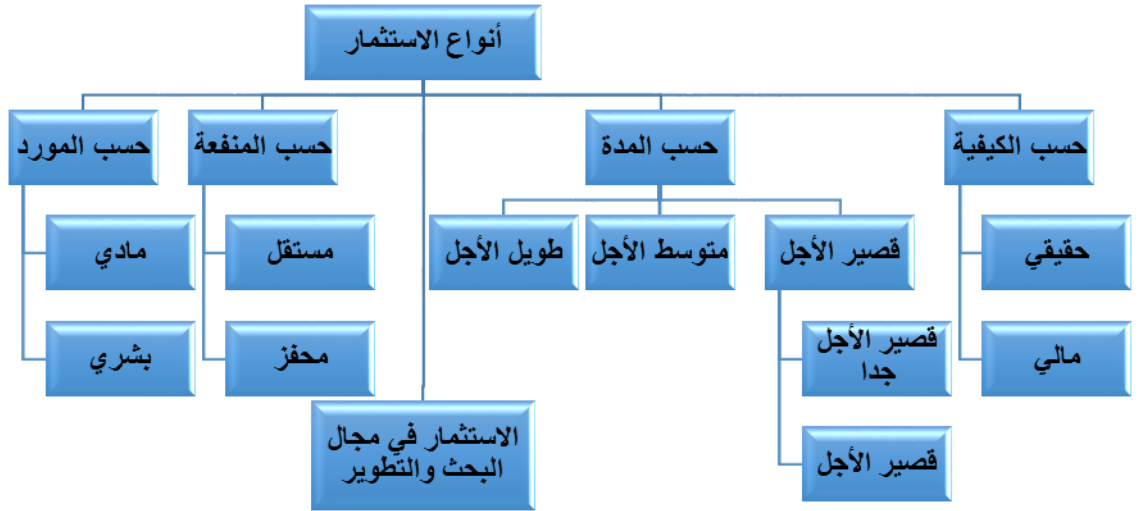 أنواع الاستثمار
حسب الكيفية
حسب المدة
حسب المنفعة
حسب المورد
حقيقي
مالي
قصير الأجل
متوسط الأجل
طويل الأجل
قصير الأجل
جدا
قصير الأجل
مستقل
محفز
مادي
بشري
الاستثمار في مجال
البحث والتطوير